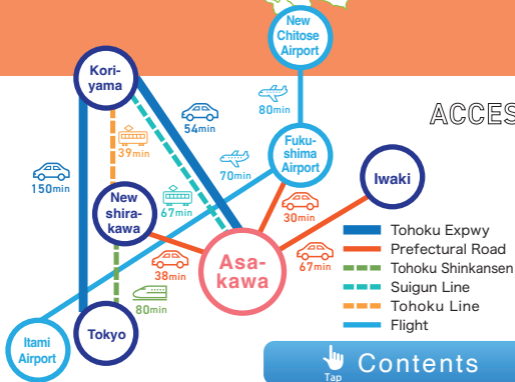 New
Chitose
Airport
Kori-
yama
80min
54min
ACCES
39min
70min
Fuku-
shima
Airport
150min
Iwaki
New
shira-
kawa
67min
30min
Asa-
kawa
38min
67min
80min
Tohoku Expwy
Prefectural Road
Tohoku Shinkansen
Suigun Line
Tohoku Line
Flight
Itami
Airport
Tokyo
Tap
Contents